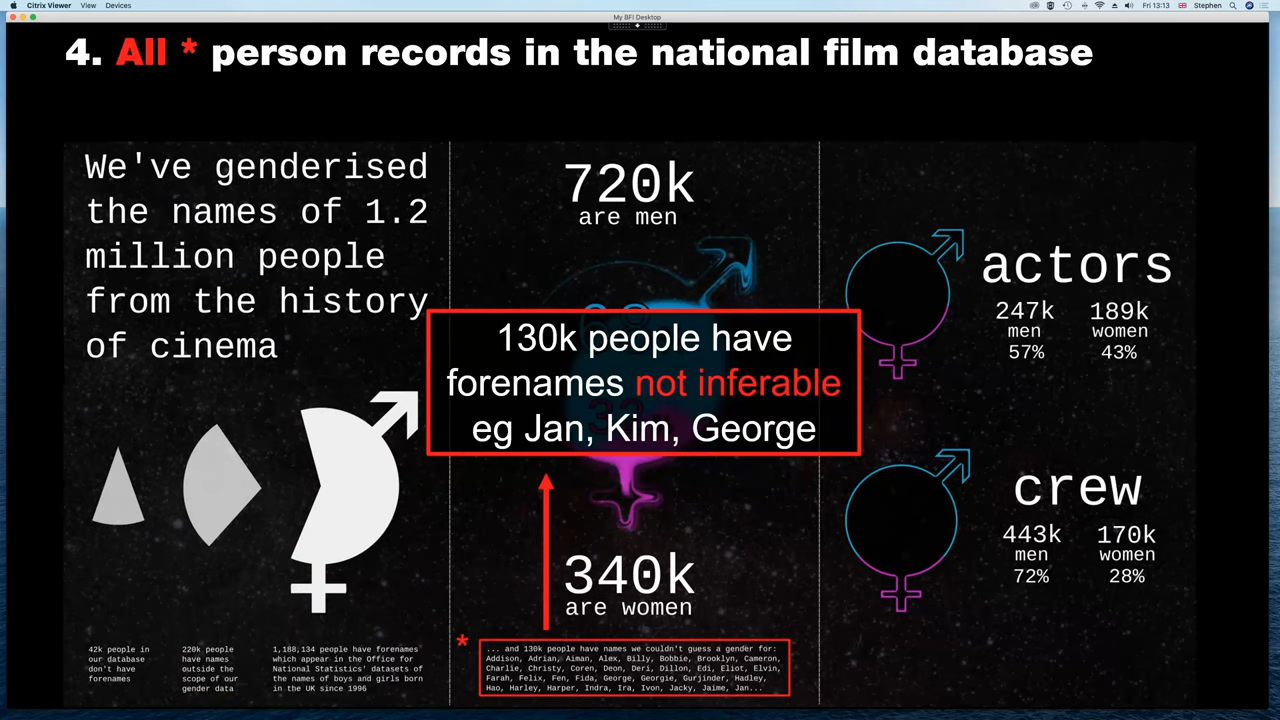 Citrix Viewer View Devices
Fri 13:13 Stephen
My BFI Desktop
4. All * person records in the national film database
We've genderised
the names of 1.2
million people
from the history
of cinema
42k people in
our database
don't have
forenames
220k people
have names
outside the
scope of our
gender data
1,188,134 people have forenames
which appear in the Office for
National Statistics' datasets of
the names of boys and girls born
in the UK since 1996
720k
are men
130k people have
forenames not inferable
eg Jan, Kim, George
340k
are women
*
... and 130k people have names we couldn't guess a gender for:
Addison, Adrian, Aiman, Alex, Billy, Bobbie, Brooklyn, Cameron,
Charlie, Christy, Coren, Deon, Deri, Dillon, Edi, Eliot, Elvin,
Farah, Felix, Fen, Fida, George, Georgie, Gurjinder, Hadley,
Hao, Harley, Harper, Indra, Ira, Ivon, Jacky, Jaime, Jan...
actors
247k 189k
men women
57% 43%
crew
443k 170k
men women
72% 28%